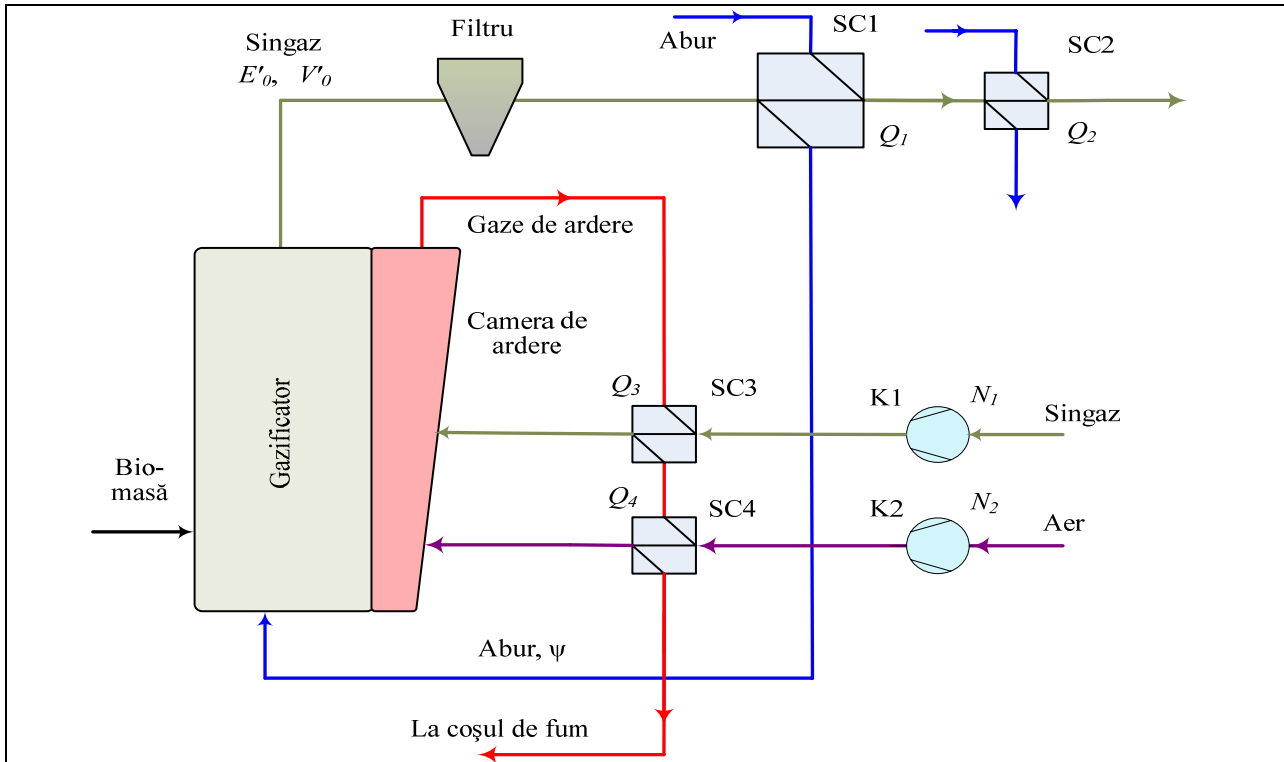 Singaz
E'₀, V'₀
Filtru
Abur
SC1
SC2
Q₁
Q₂
Gaze de ardere
Camera de
ardere
Gazificator
Q₃
SC3
K1
N₁
Singaz
Bio-
masă
Q₄
SC4
K2
N₂
Aer
Abur, ψ
La coşul de fum